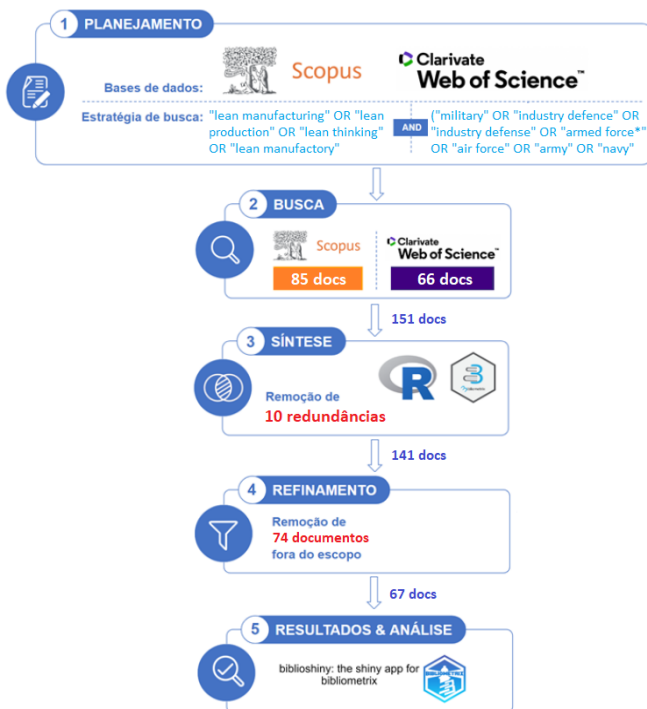 1 PLANEJAMENTO
Bases de dados:
Scopus
Clarivate
Web of Science™
Estratégia de busca:
"lean manufacturing" OR "lean
production" OR "lean thinking"
OR "lean manufactory"
AND
("military" OR "industry defence" OR
"industry defense" OR "armed force*"
OR "air force" OR "army" OR "navy"
2 BUSCA
Scopus
85 docs
Clarivate
Web of Science™
66 docs
151 docs
3 SÍNTESE
R
Remoção de
10 redundâncias
141 docs
4 REFINAMENTO
Remoção de
74 documentos
fora do escopo
67 docs
5 RESULTADOS & ANÁLISE
biblioshiny: the shiny app for
bibliometrix
BIBLIOMETRIX